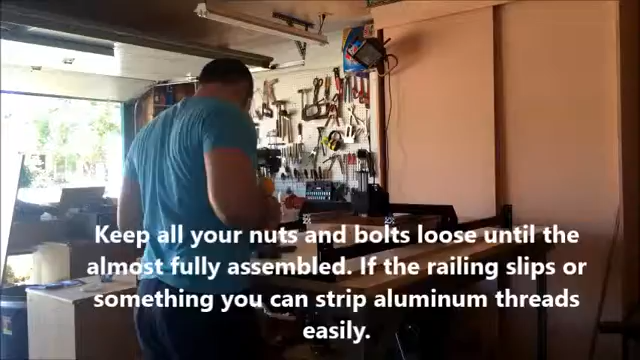 Keep all your nuts and bolts loose until the
almost fully assembled. If the railing slips or
something you can strip aluminum threads
easily.